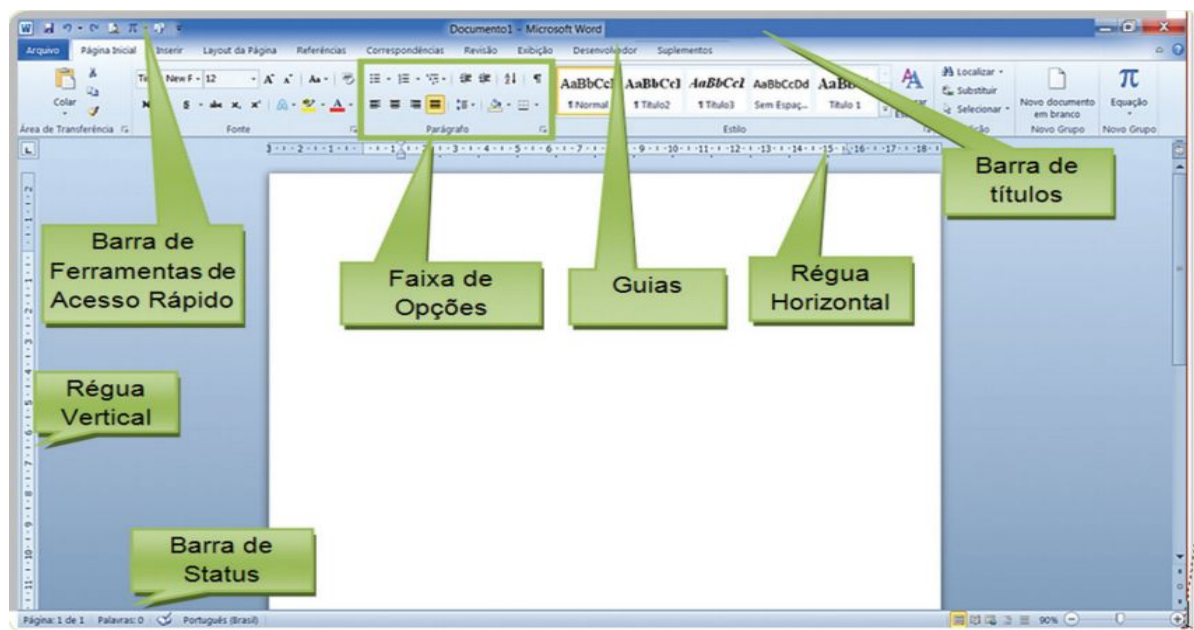 Documento1 - Microsoft Word
Arquivo Página Inicial Inserir Layout da Página Referências Correspondências Revisão Exibição Desenvolvedor Suplementos
Colar
New F 12
AaBbCcI AaBbCcI AaBbCcI AaBbCcDd
¶ Normal ¶ Título2 ¶ Título3 Sem Espaç... Título 1
Localizar
Substituir
Selecionar
Novo documento em branco
Equação
Área de Transferência Fonte Parágrafo Estilo Novo Grupo Novo Grupo
Barra de
títulos
Barra de
Ferramentas de
Acesso Rápido
Faixa de
Opções
Guias
Régua
Horizontal
Régua
Vertical
Barra de
Status
Página: 1 de 1 Palavras: 0 Português (Brasil) 90%